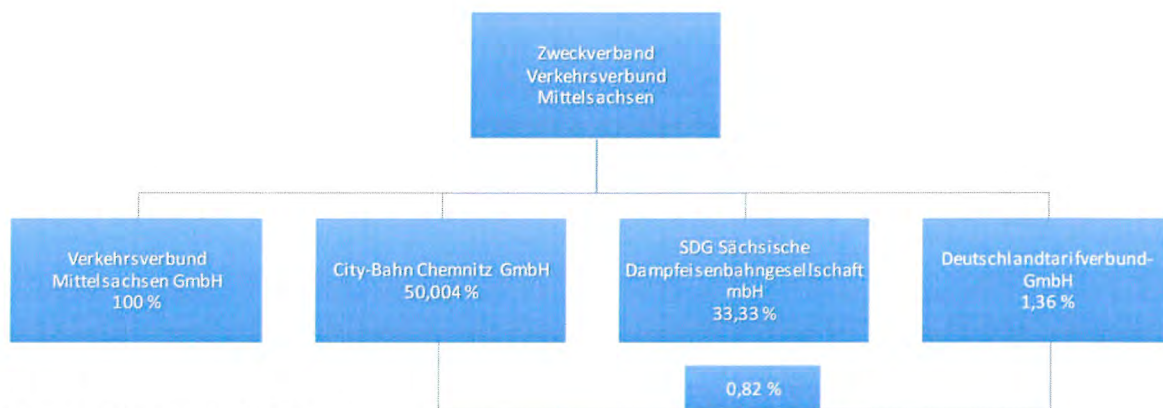 Zweckverband
Verkehrsverbund
Mittelsachsen
Verkehrsverbund
Mittelsachsen GmbH
100 %
City-Bahn Chemnitz GmbH
50,004 %
SDG Sächsische
Dampfeisenbahngesellschaft
mbH
33,33 %
Deutschlandtarifverbund-
GmbH
1,36 %
0,82 %